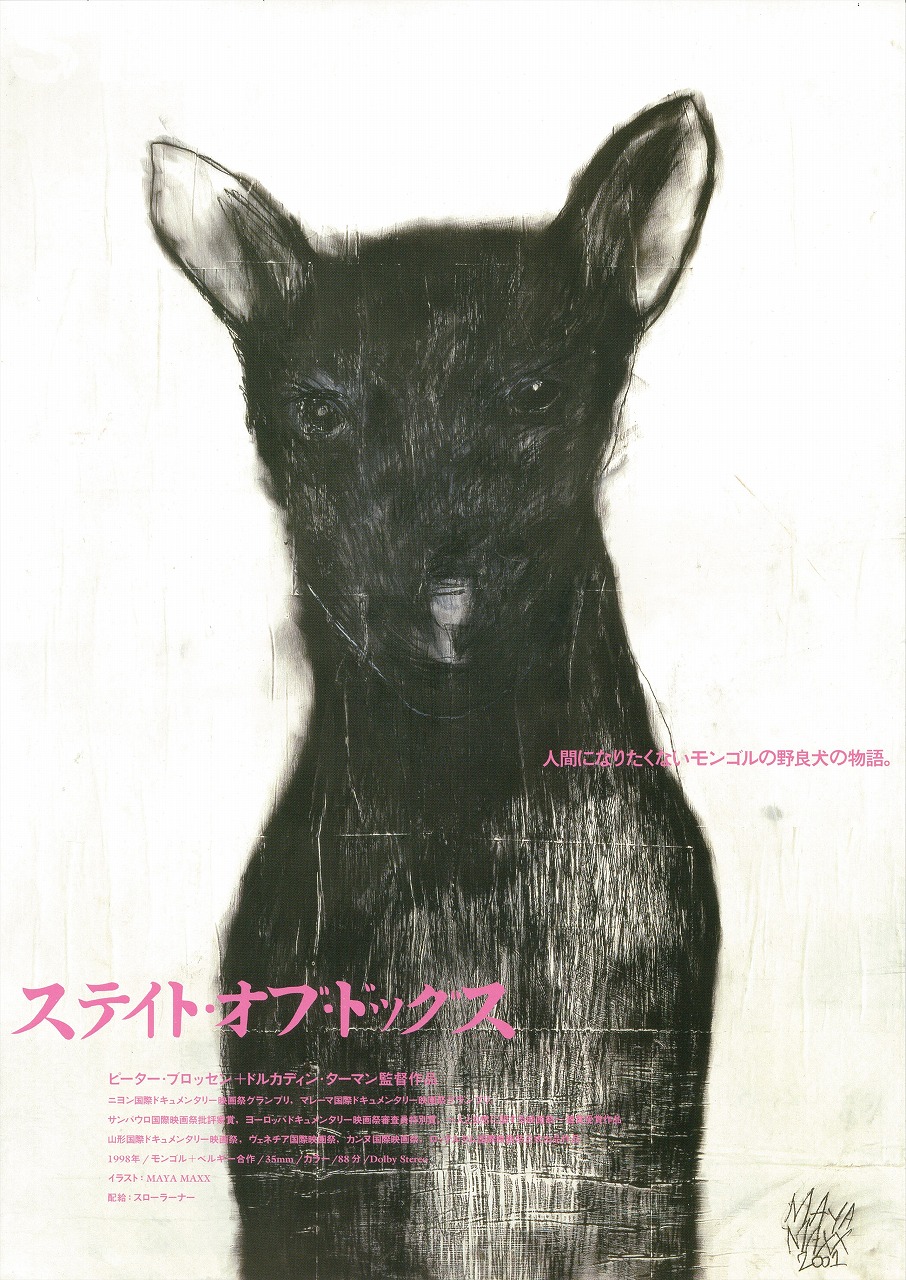 人間になりたくないモンゴルの野良犬の物語。
ステイト・オブ・ドッグス
ピーター・ブロッセン＋ドルカディン・ターマン監督作品
ニヨン国際ドキュメンタリー映画祭グランプリ、マレーマ国際ドキュメンタリー映画祭
サンパウロ国際映画祭批評家賞、ヨーロッパドキュメンタリー映画祭審査員特別賞
山形国際ドキュメンタリー映画祭、ヴェネチア国際映画祭、カンヌ国際映画祭、
1998年/モンゴル＋ベルギー合作/35mm/カラー/88分/Dolby Stereo
イラスト：MAYA MAXX
配給：スローラーナー
MAYA
MAXX
2001